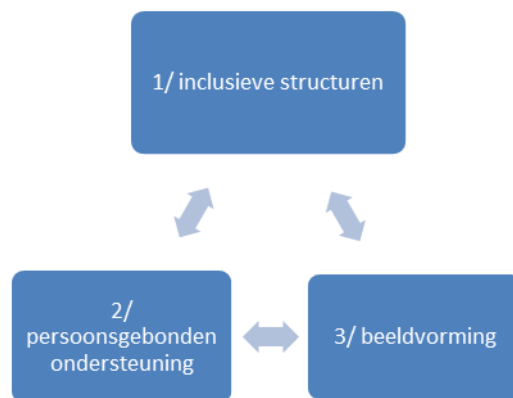 1/ inclusieve structuren
2/
persoonsgebonden
ondersteuning
3/ beeldvorming